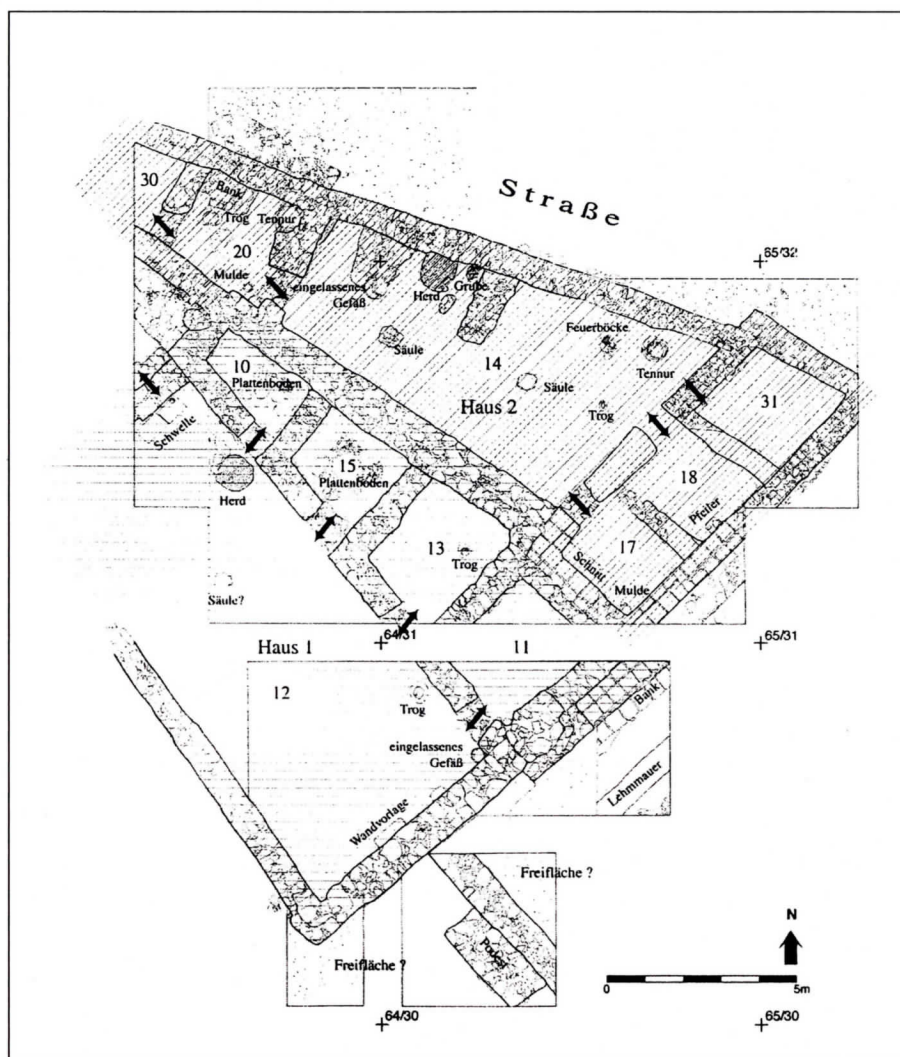 Straße
30
Bank
Trog
Tennur
20
Mulde
eingelassenes
Gefäß
Herd
Grube
65/32
Feuerböcke
Tennur
Säule
14
Säule
Haus 2
Trog
31
10
Plattenboden
Schwelle
Herd
15
Plattenboden
18
Pfeiler
13
Trog
17
Schnitt
Mulde
Säule?
64/31
65/31
Haus 1
11
12
Trog
eingelassenes
Gefäß
Bank
Lehmmauer
Wandvorlage
Freifläche ?
Podest
Freifläche ?
N
0
5m
64/30
65/30